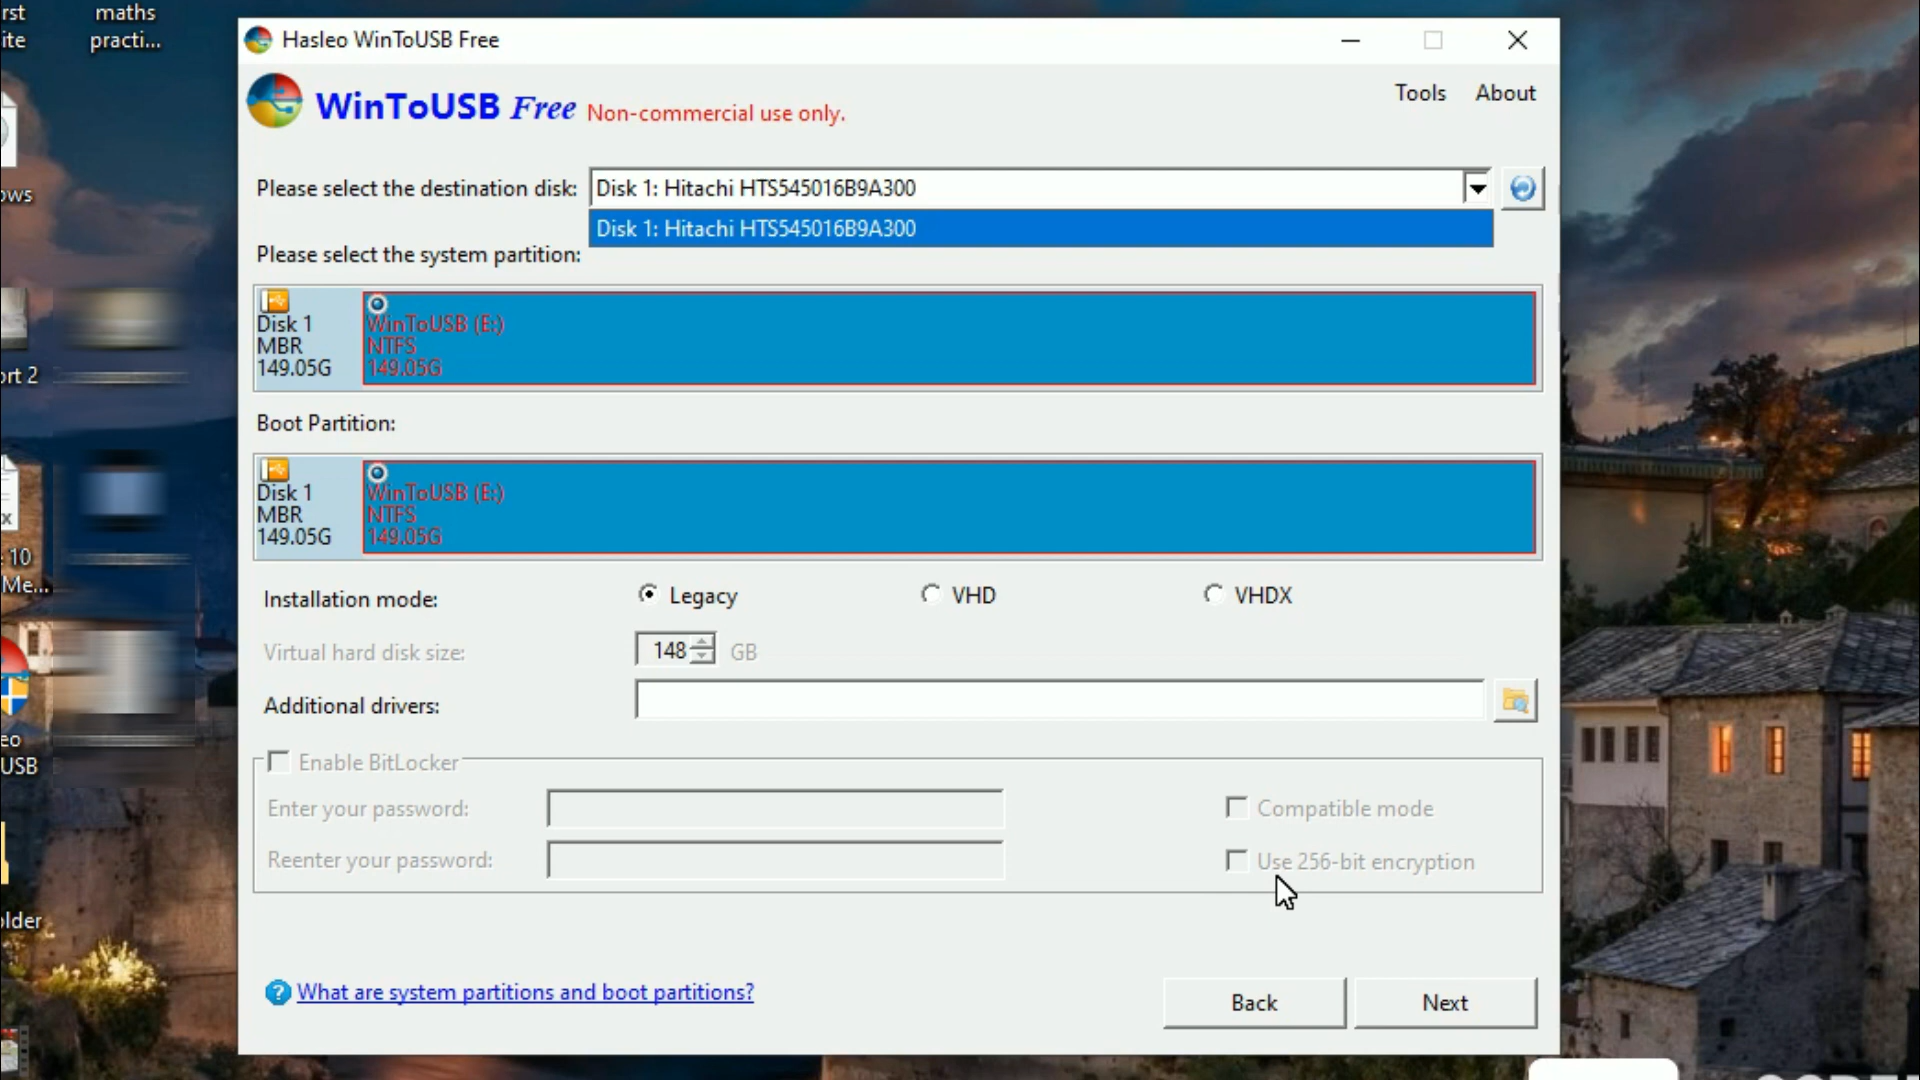 rst
ite
maths
practi...
ows
ort 2
x
10
Me...
eo
USB
older
Hasleo WinToUSB Free
WinToUSB Free Non-commercial use only.
Tools About
Please select the destination disk: Disk 1: Hitachi HTS545016B9A300
Disk 1: Hitachi HTS545016B9A300
Please select the system partition:
Disk 1
MBR
149.05G
WinToUSB (E:)
NTFS
149.05G
Boot Partition:
Disk 1
MBR
149.05G
WinToUSB (E:)
NTFS
149.05G
Installation mode: Legacy VHD VHDX
Virtual hard disk size: 148 GB
Additional drivers:
Enable BitLocker
Enter your password: Compatible mode
Reenter your password: Use 256-bit encryption
What are system partitions and boot partitions?
Back Next